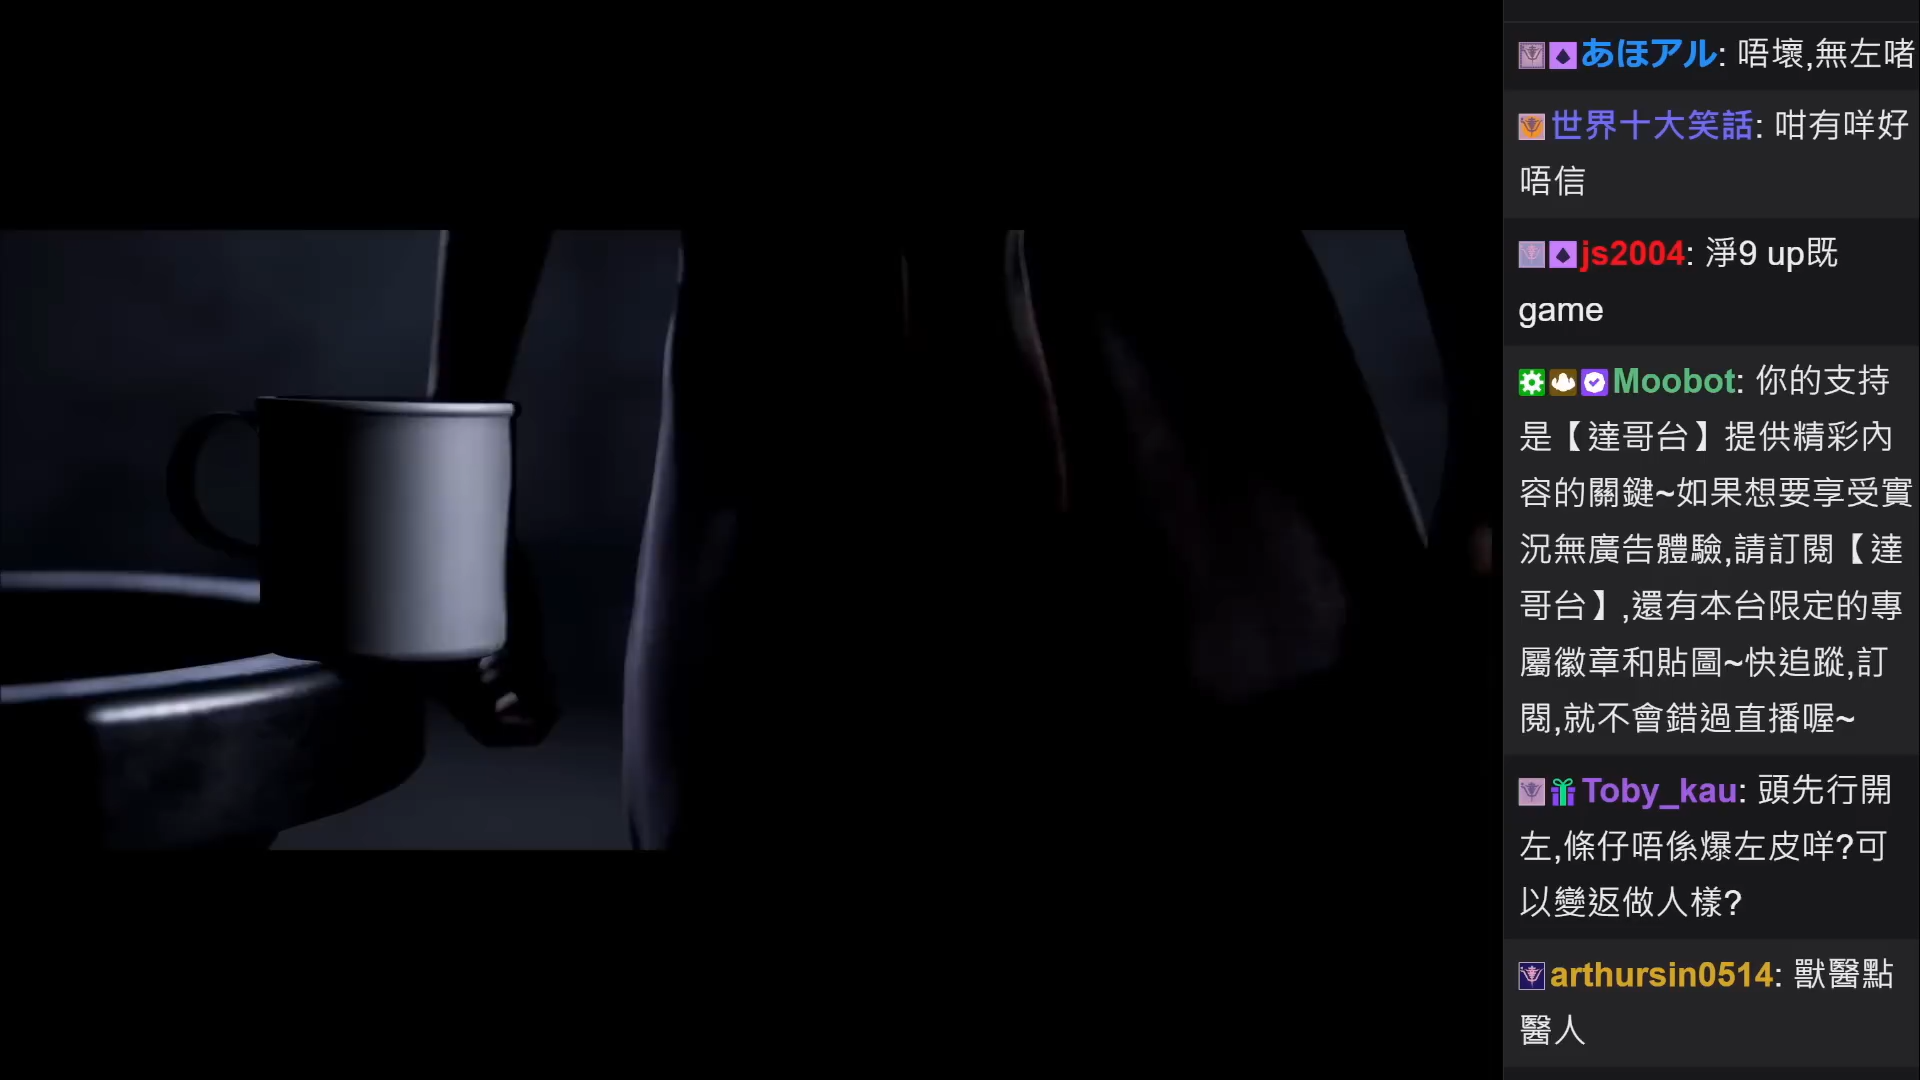 あほアル: 唔壞,無左啫
世界十大笑話: 咁有咩好
唔信
js2004: 淨9 up既
game
Moobot: 你的支持
是【達哥台】提供精彩內
容的關鍵~如果想要享受實
況無廣告體驗,請訂閱【達
哥台】,還有本台限定的專
屬徽章和貼圖~快追蹤,訂
閱,就不會錯過直播喔~
Toby_kau: 頭先行開
左,條仔唔係爆左皮咩?可
以變返做人樣?
arthursin0514: 獸醫點
醫人